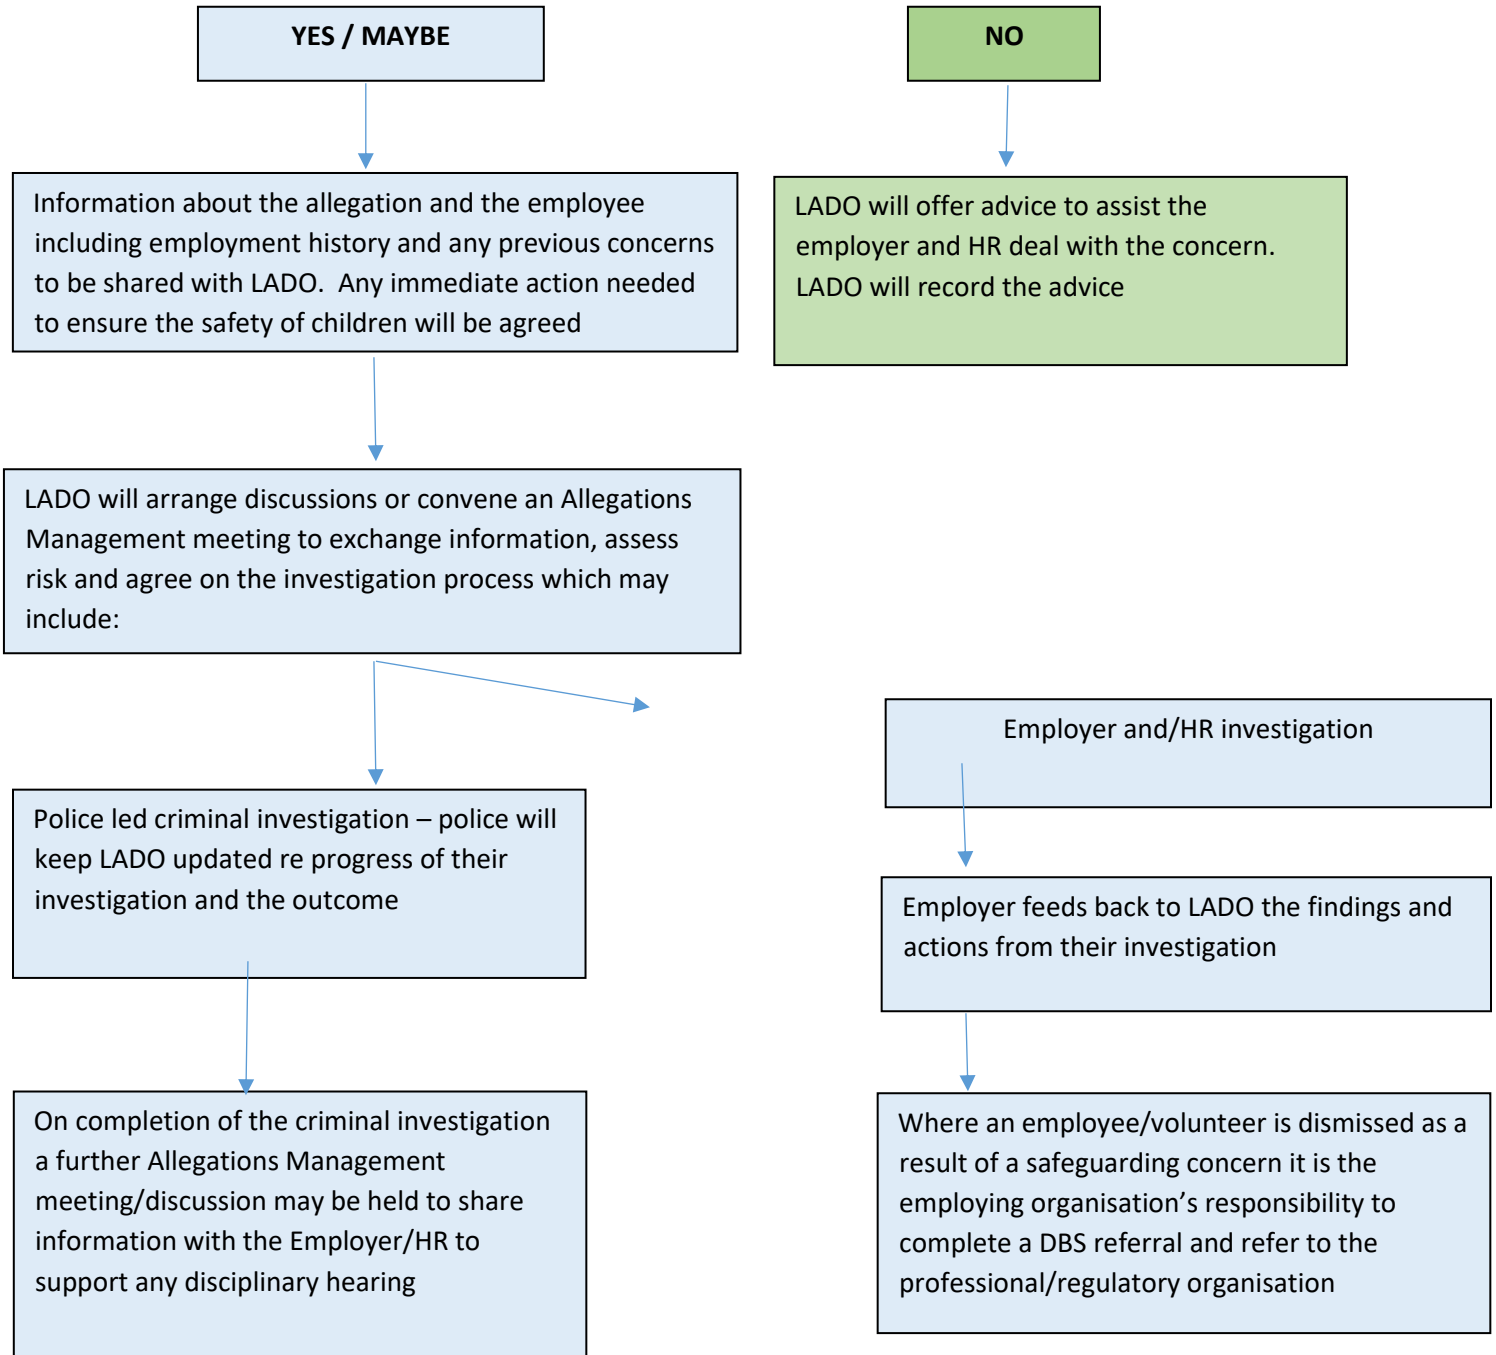 YES / MAYBE
NO
Information about the allegation and the employee
including employment history and any previous concerns
to be shared with LADO.  Any immediate action needed
to ensure the safety of children will be agreed
LADO will offer advice to assist the
employer and HR deal with the concern.
LADO will record the advice
LADO will arrange discussions or convene an Allegations
Management meeting to exchange information, assess
risk and agree on the investigation process which may
include:
Police led criminal investigation – police will
keep LADO updated re progress of their
investigation and the outcome
On completion of the criminal investigation
a further Allegations Management
meeting/discussion may be held to share
information with the Employer/HR to
support any disciplinary hearing
Employer and/HR investigation
Employer feeds back to LADO the findings and
actions from their investigation
Where an employee/volunteer is dismissed as a
result of a safeguarding concern it is the
employing organisation’s responsibility to
complete a DBS referral and refer to the
professional/regulatory organisation